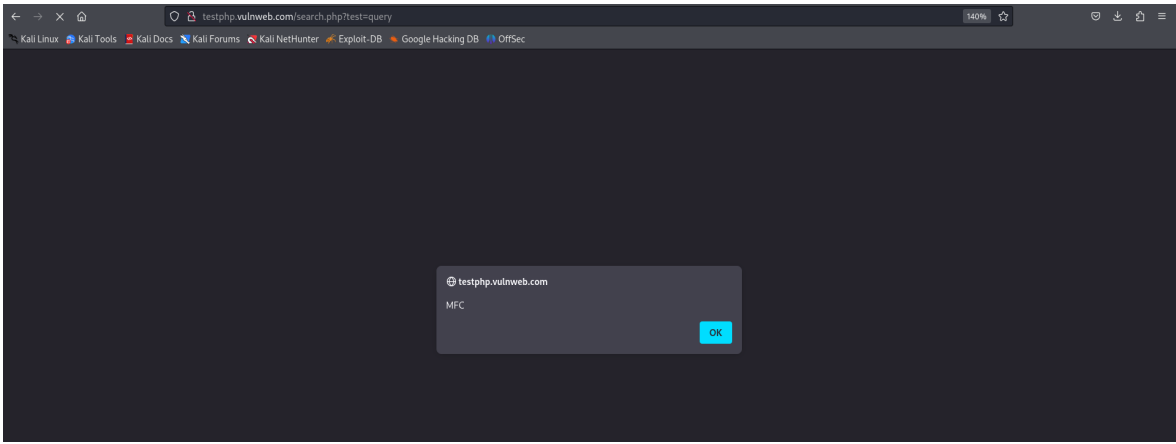 testphp.vulnweb.com/search.php?test=query 140%
Kali Linux Kali Tools Kali Docs Kali Forums Kali NetHunter Exploit-DB Google Hacking DB OffSec
testphp.vulnweb.com
MFC
OK